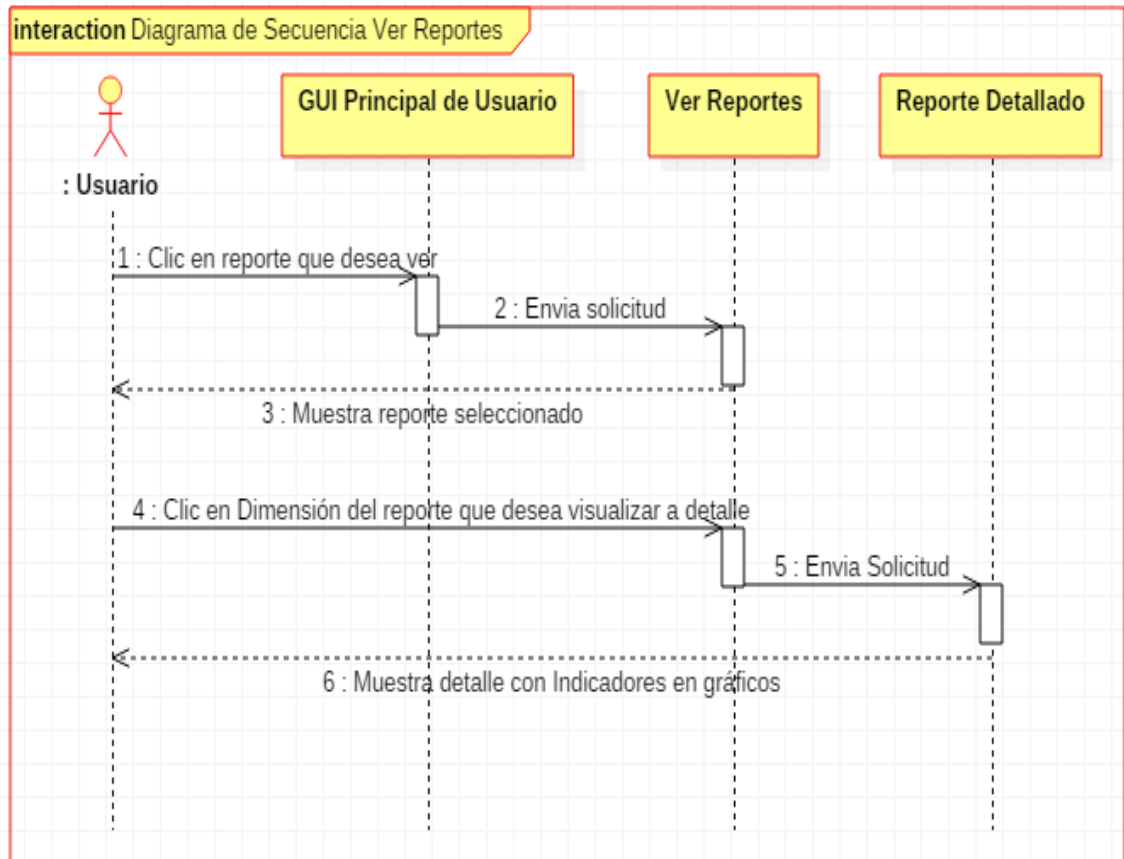 interaction Diagrama de Secuencia Ver Reportes
GUI Principal de Usuario
Ver Reportes
Reporte Detallado
: Usuario
1 : Clic en reporte que desea ver
2 : Envia solicitud
3 : Muestra reporte seleccionado
4 : Clic en Dimensión del reporte que desea visualizar a detalle
5 : Envia Solicitud
6 : Muestra detalle con Indicadores en gráficos